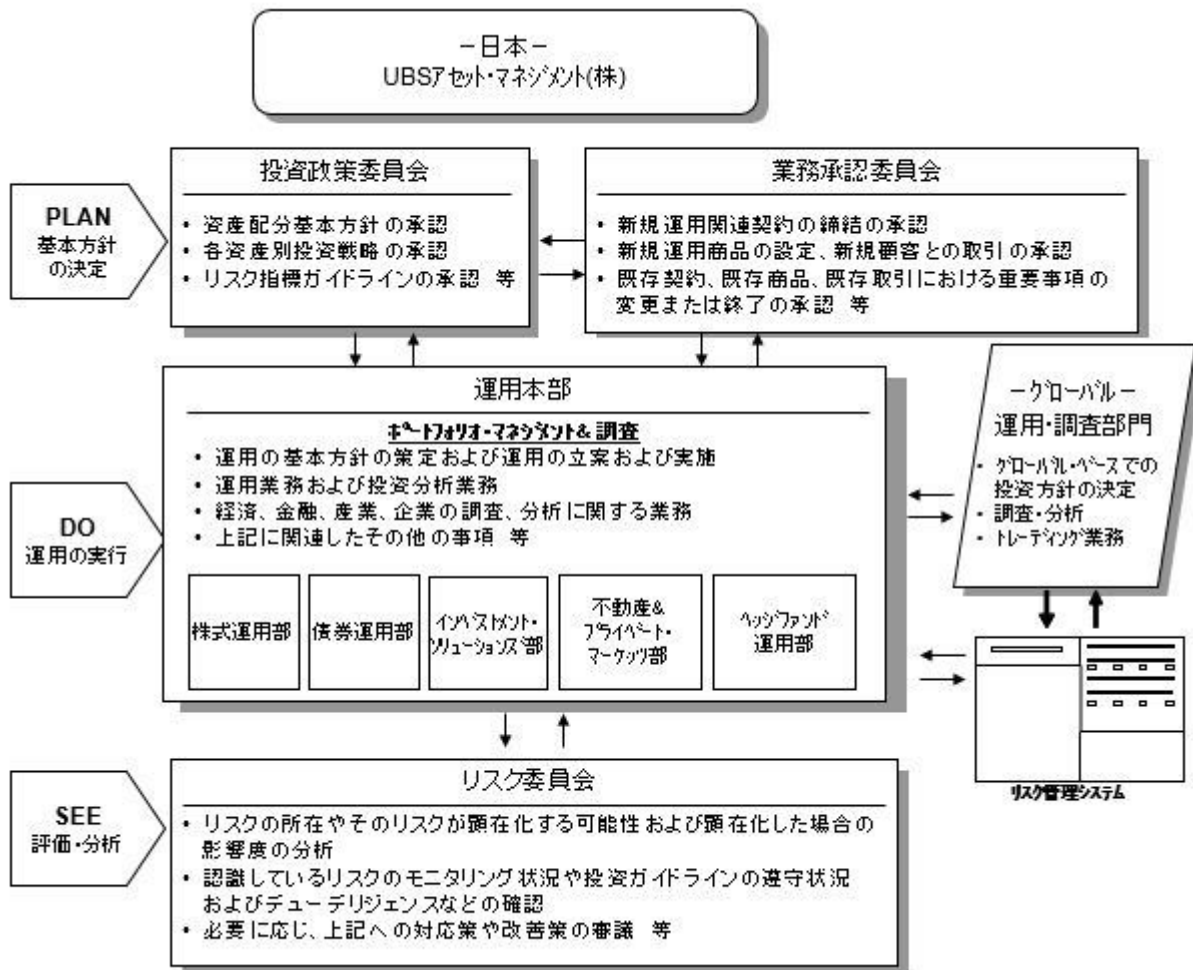 －日本－
UBSｱｾｯﾄ・ﾏﾈｼﾞﾒﾝﾄ(株)
投資政策委員会
・ 資産配分基本方針の承認
・ 各資産別投資戦略の承認
・ リスク指標ガイドラインの承認 等
業務承認委員会
・ 新規運用関連契約の締結の承認
・ 新規運用商品の設定、新規顧客との取引の承認
・ 既存契約、既存商品、既存取引における重要事項の
変更または終了の承認 等
PLAN
基本方針
の決定
運用本部
ﾎﾟｰﾄﾌｫﾘｵ・ﾏﾈｼﾞﾒﾝﾄ& 調査
・ 運用の基本方針の策定および運用の立案および実施
・ 運用業務および投資分析業務
・ 経済、金融、産業、企業の調査、分析に関する業務
・ 上記に関連したその他の事項 等
株式運用部
債券運用部
ｲﾝﾍﾞｽﾄﾒﾝﾄ・
ｿﾘｭｰｼｮﾝｽﾞ部
不動産&
ﾌﾟﾗｲﾍﾞｰﾄ・
ﾏｰｹｯﾂ部
ﾍｯｼﾞﾌｧﾝﾄﾞ
運用部
DO
運用の実行
－ｸﾞﾛｰﾊﾞﾙ－
運用・調査部門
・ ｸﾞﾛｰﾊﾞﾙ・ﾍﾞｰｽでの
投資方針の決定
・ 調査・分析
・ ﾄﾚｰﾃﾞｨﾝｸﾞ業務
ﾘｽｸ管理ｼｽﾃﾑ
SEE
評価・分析
リスク委員会
・ リスクの所在やそのリスクが顕在化する可能性および顕在化した場合の
影響度の分析
・ 認識しているリスクのモニタリング状況や投資ガイドラインの遵守状況
およびデューデリジェンスなどの確認
・ 必要に応じ、上記への対応策や改善策の審議 等